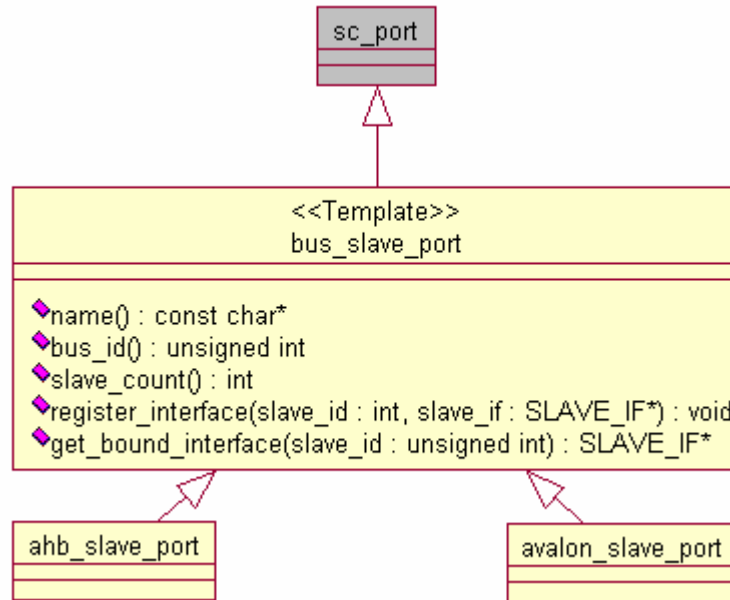 sc_port
<<Template>>
bus_slave_port
name() : const char*
bus_id() : unsigned int
slave_count() : int
register_interface(slave_id : int, slave_if : SLAVE_IF*) : void
get_bound_interface(slave_id : unsigned int) : SLAVE_IF*
ahb_slave_port
avalon_slave_port